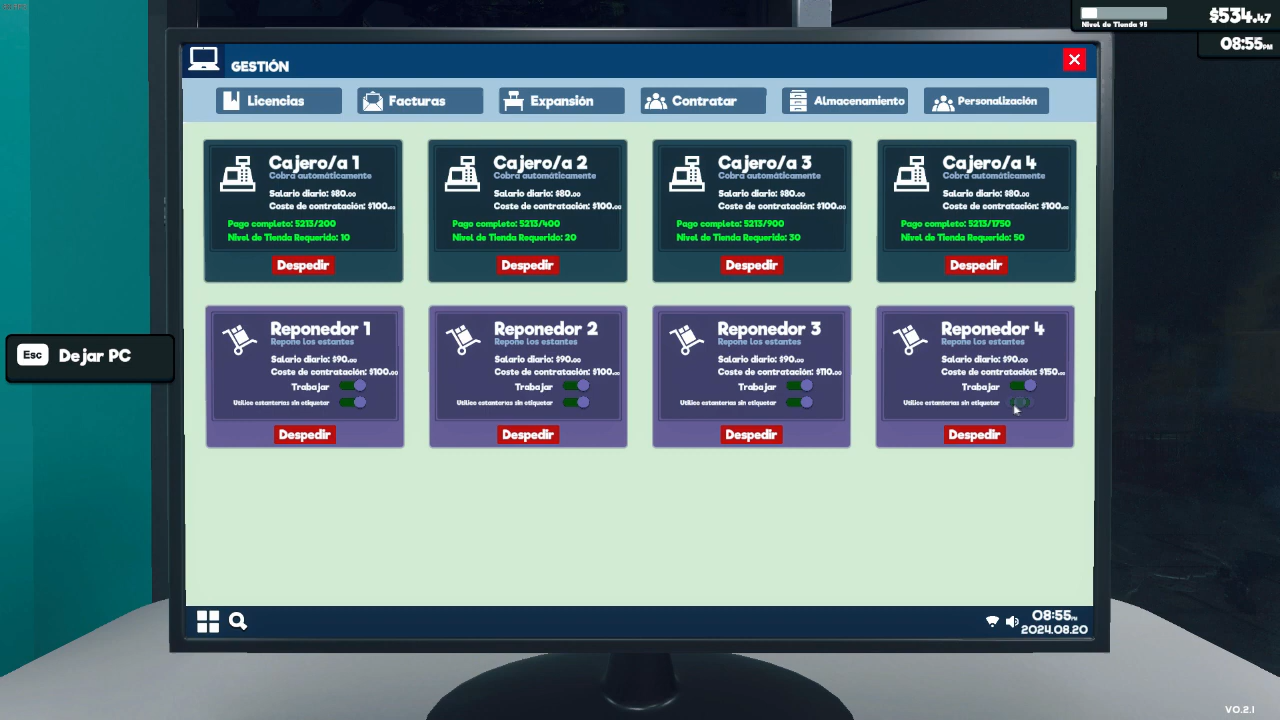 $534.47
Nivel de Tienda 95
08:55PM
GESTIÓN
Licencias
Facturas
Expansión
Contratar
Almacenamiento
Personalización
Cajero/a 1
Cobra automáticamente
Salario diario: $80.00
Coste de contratación: $100.00
Pago completo: 5213/200
Nivel de Tienda Requerido: 10
Despedir
Cajero/a 2
Cobra automáticamente
Salario diario: $80.00
Coste de contratación: $100.00
Pago completo: 5213/400
Nivel de Tienda Requerido: 20
Despedir
Cajero/a 3
Cobra automáticamente
Salario diario: $80.00
Coste de contratación: $100.00
Pago completo: 5213/900
Nivel de Tienda Requerido: 30
Despedir
Cajero/a 4
Cobra automáticamente
Salario diario: $80.00
Coste de contratación: $100.00
Pago completo: 5213/1750
Nivel de Tienda Requerido: 50
Despedir
Reponedor 1
Repone los estantes
Salario diario: $90.00
Coste de contratación: $100.00
Trabajar
Utilice estanterías sin etiquetar
Despedir
Reponedor 2
Repone los estantes
Salario diario: $90.00
Coste de contratación: $100.00
Trabajar
Utilice estanterías sin etiquetar
Despedir
Reponedor 3
Repone los estantes
Salario diario: $90.00
Coste de contratación: $110.00
Trabajar
Utilice estanterías sin etiquetar
Despedir
Reponedor 4
Repone los estantes
Salario diario: $90.00
Coste de contratación: $150.00
Trabajar
Utilice estanterías sin etiquetar
Despedir
Esc Dejar PC
08:55PM
2024.08.20
V0.2.1